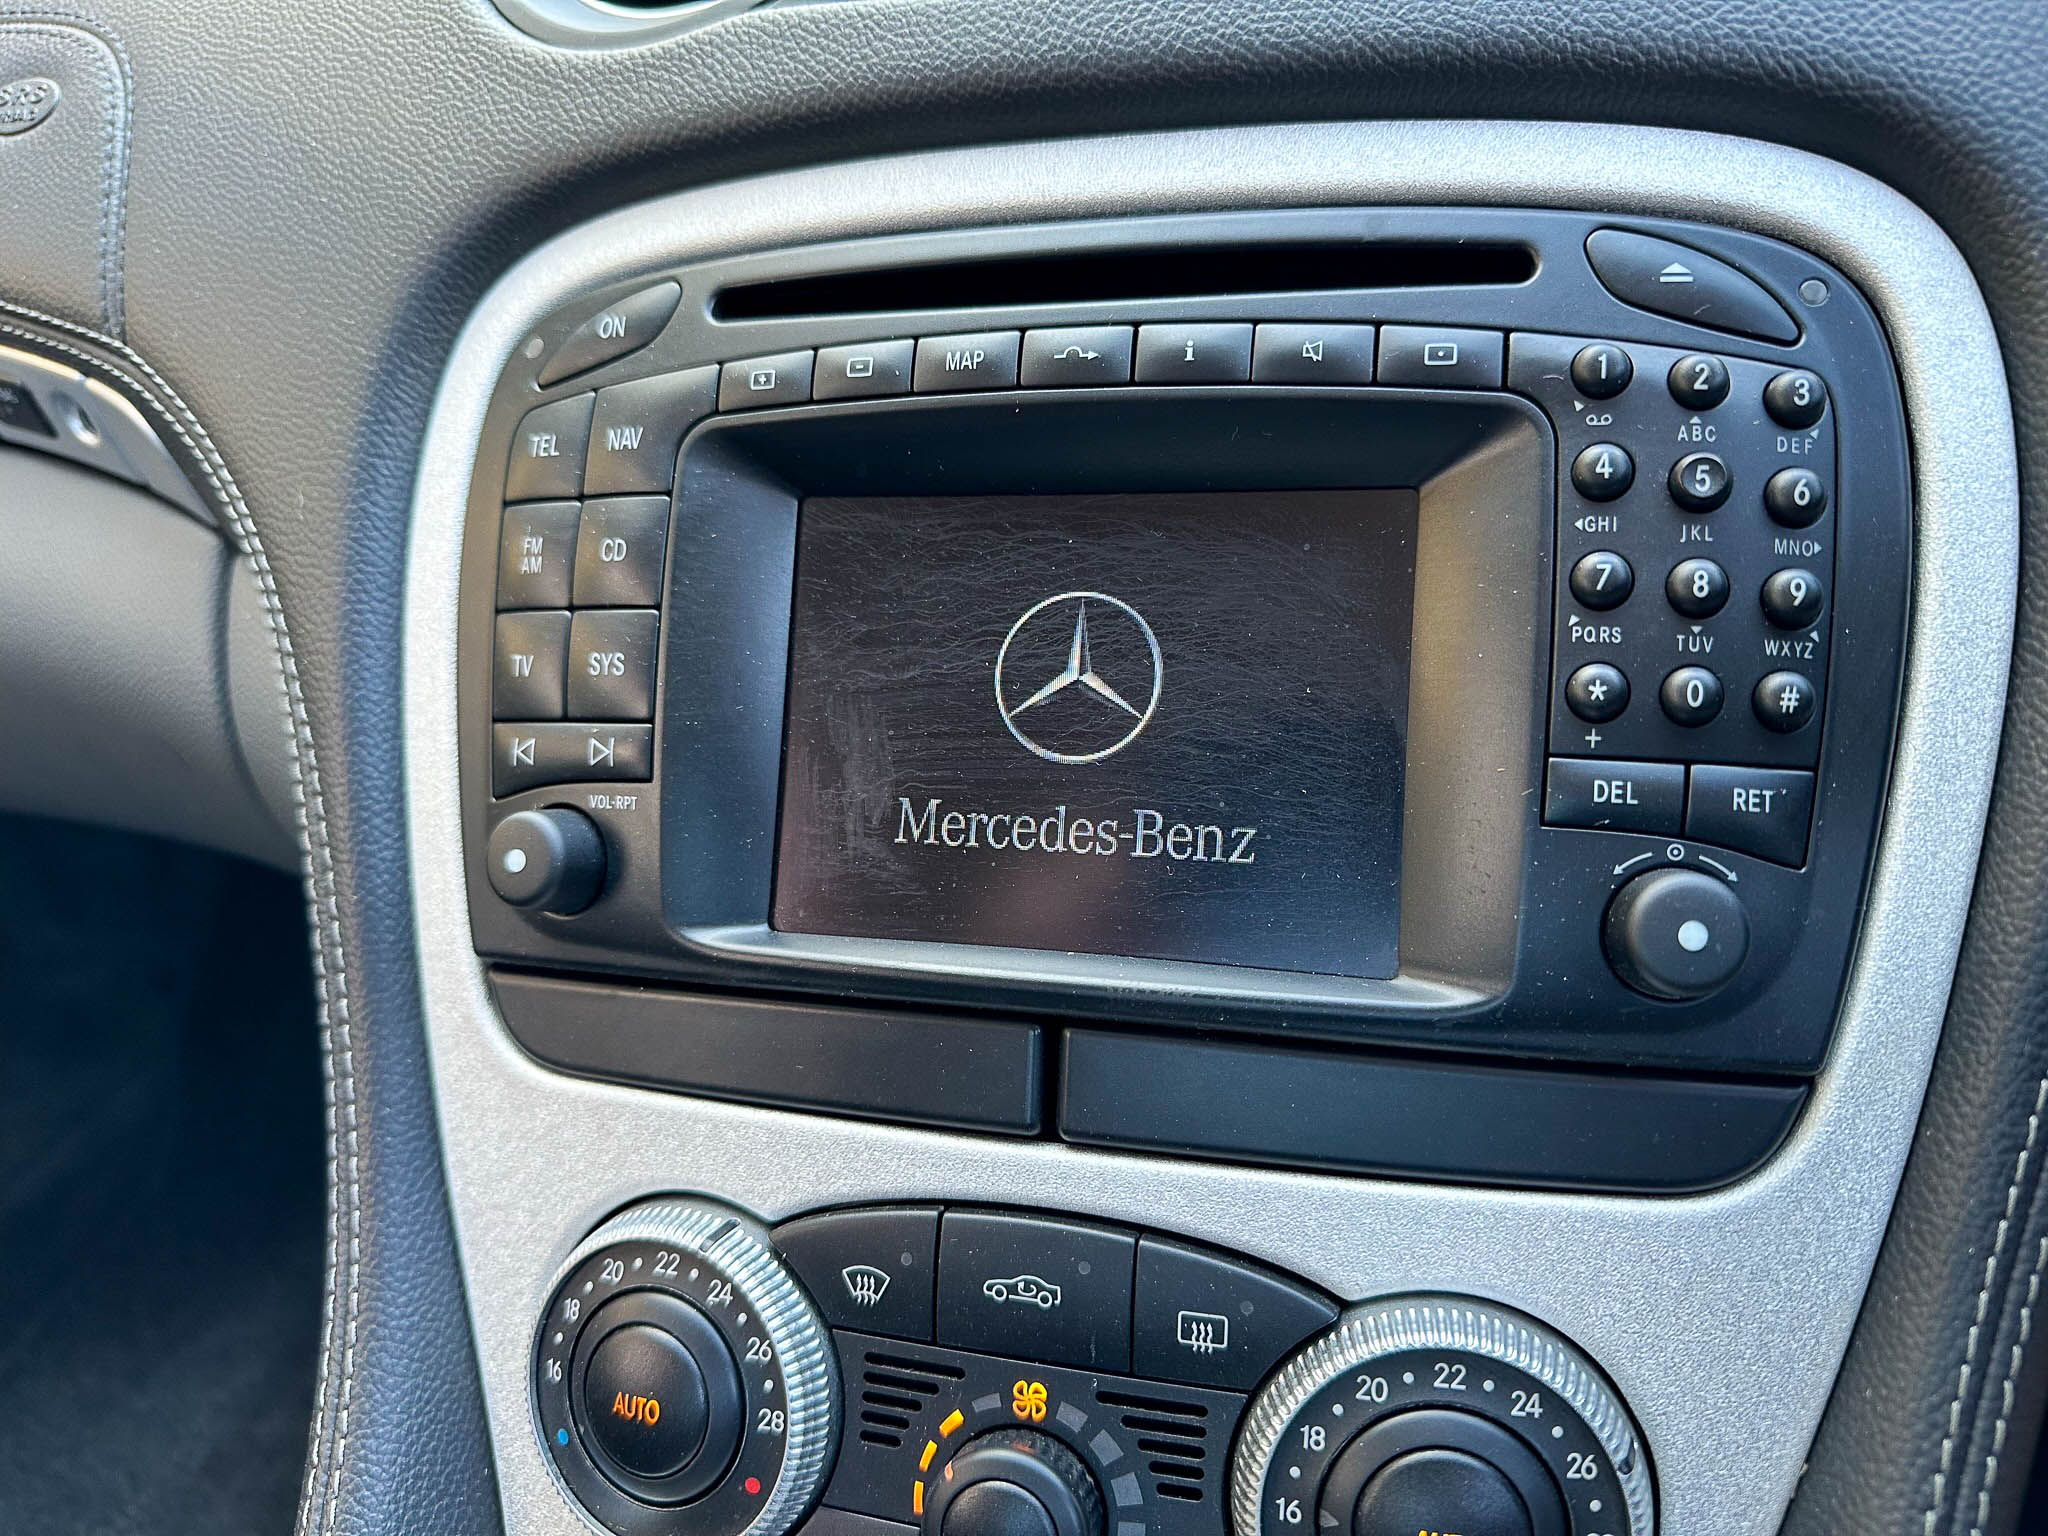 SRS
ON
MAP
i
1
2
3
TEL
NAV
ABC
DEF
4
5
6
GHI
JKL
MNO
FM
AM
CD
7
8
9
PQRS
TUV
WXYZ
TV
SYS
*
0
#
+
VOL·RPT
DEL
RET
Mercedes-Benz
16
18
20
22
24
26
28
AUTO
16
18
20
22
24
26